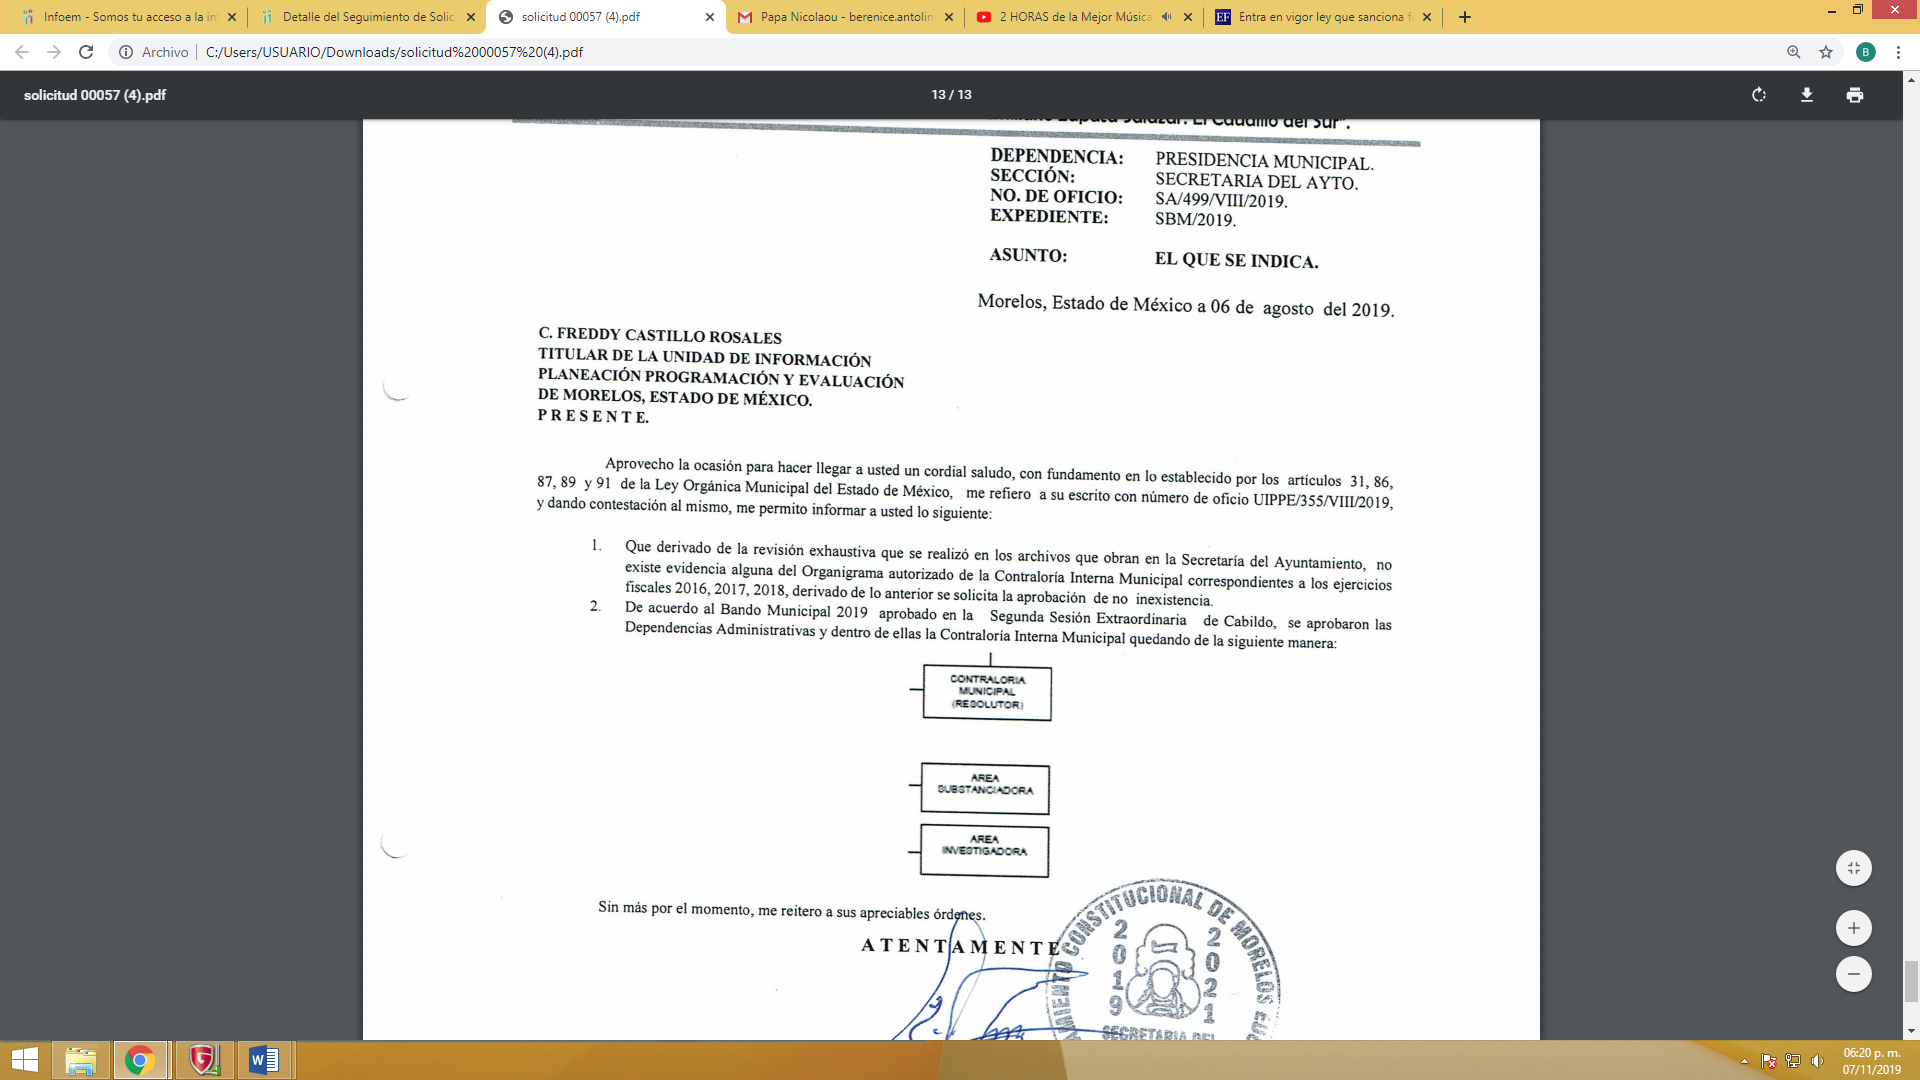 Infoem - Somos tu acceso a la in
Detalle del Seguimiento de Solic
solicitud 00057 (4).pdf
Papa Nicolaou - berenice.antolin
2 HORAS de la Mejor Música
EF Entra en vigor ley que sanciona
Archivo C:/Users/USUARIO/Downloads/solicitud%2000057%20(4).pdf
B
solicitud 00057 (4).pdf
13 / 13
Zapata Salazar. El Caudillo del Sur".
DEPENDENCIA: PRESIDENCIA MUNICIPAL.
SECCIÓN: SECRETARIA DEL AYTO.
NO. DE OFICIO: SA/499/VIII/2019.
EXPEDIENTE: SBM/2019.
ASUNTO: EL QUE SE INDICA.
Morelos, Estado de México a 06 de agosto del 2019.
C. FREDDY CASTILLO ROSALES
TITULAR DE LA UNIDAD DE INFORMACIÓN
PLANEACIÓN PROGRAMACIÓN Y EVALUACIÓN
DE MORELOS, ESTADO DE MÉXICO.
P R E S E N T E.
Aprovecho la ocasión para hacer llegar a usted un cordial saludo, con fundamento en lo establecido por los artículos 31, 86,
87, 89 y 91 de la Ley Orgánica Municipal del Estado de México, me refiero a su escrito con número de oficio UIPPE/355/VIII/2019,
y dando contestación al mismo, me permito informar a usted lo siguiente:
1. Que derivado de la revisión exhaustiva que se realizó en los archivos que obran en la Secretaría del Ayuntamiento, no
existe evidencia alguna del Organigrama autorizado de la Contraloría Interna Municipal correspondientes a los ejercicios
fiscales 2016, 2017, 2018, derivado de lo anterior se solicita la aprobación de no inexistencia.
2. De acuerdo al Bando Municipal 2019 aprobado en la Segunda Sesión Extraordinaria de Cabildo, se aprobaron las
Dependencias Administrativas y dentro de ellas la Contraloría Interna Municipal quedando de la siguiente manera:
CONTRALORIA
MUNICIPAL
(RESOLUTOR)
AREA
SUBSTANCIADORA
AREA
INVESTIGADORA
Sin más por el momento, me reitero a sus apreciables órdenes.
A T E N T A M E N T E
CONSTITUCIONAL DE MORELOS
2019
2021
SECRETARIA DEL
06:20 p. m.
07/11/2019